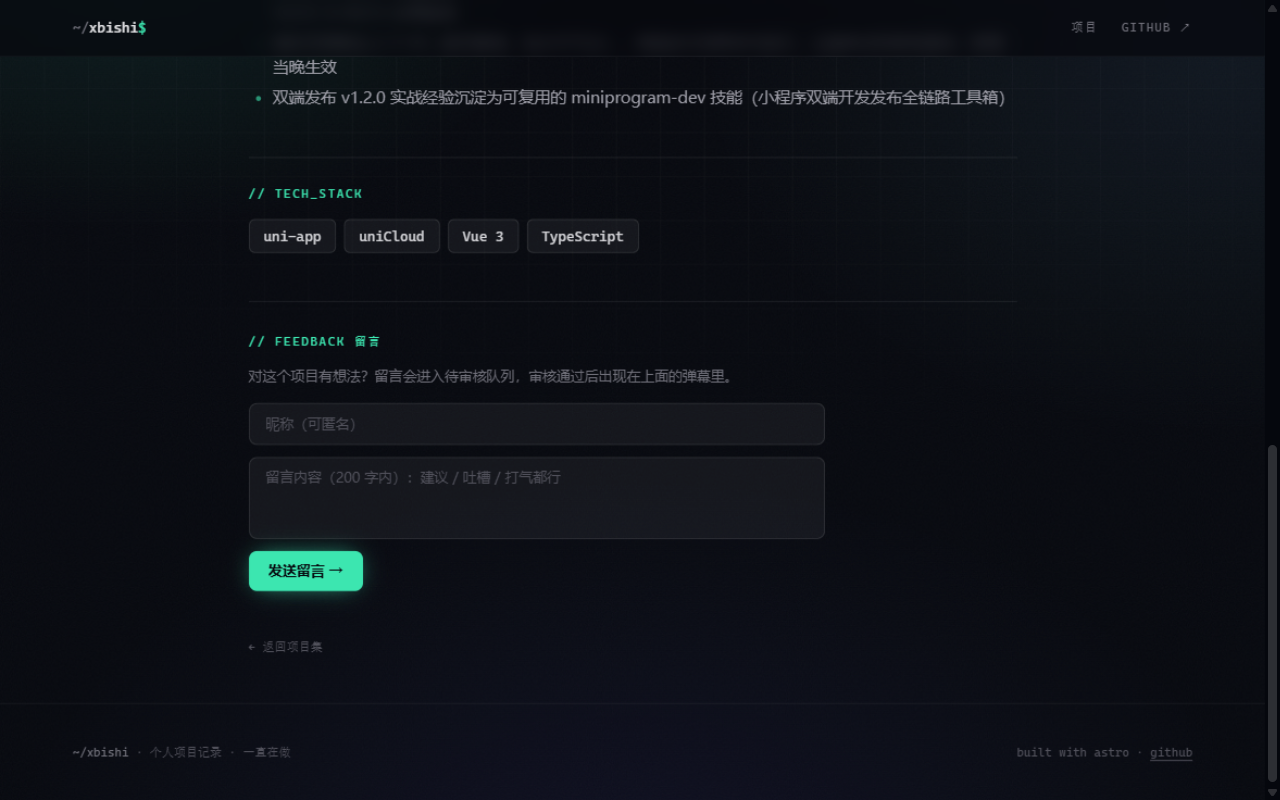 ~/xbishi$
项目 GITHUB ↗
当晚生效
• 双端发布 v1.2.0 实战经验沉淀为可复用的 miniprogram-dev 技能（小程序双端开发发布全链路工具箱）
// TECH_STACK
uni-app uniCloud Vue 3 TypeScript
// FEEDBACK 留言
对这个项目有想法？留言会进入待审核队列，审核通过后出现在上面的弹幕里。
昵称（可匿名）
留言内容（200 字内）：建议 / 吐槽 / 打气都行
发送留言 →
← 返回项目集
~/xbishi · 个人项目记录 · 一直在做
built with astro · github